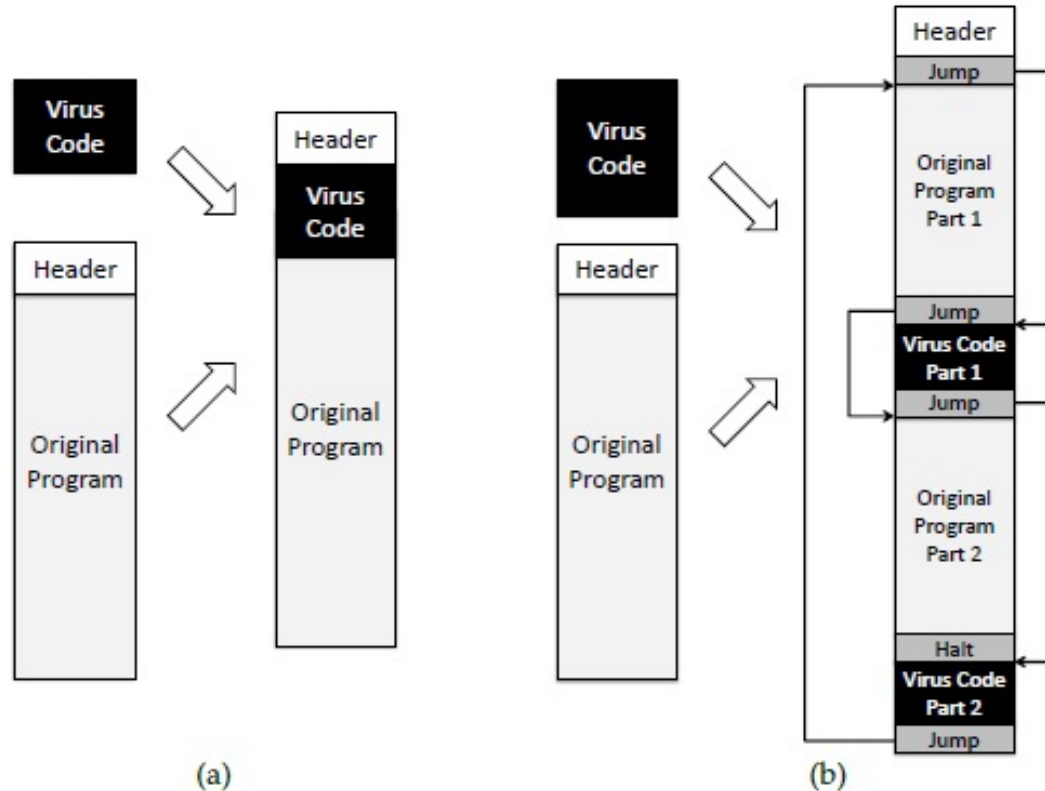 Virus
Code
Header
Original
Program
Header
Virus
Code
Original
Program
(a)
Virus
Code
Header
Original
Program
Header
Jump
Original
Program
Part 1
Jump
Virus Code
Part 1
Jump
Original
Program
Part 2
Halt
Virus Code
Part 2
Jump
(b)